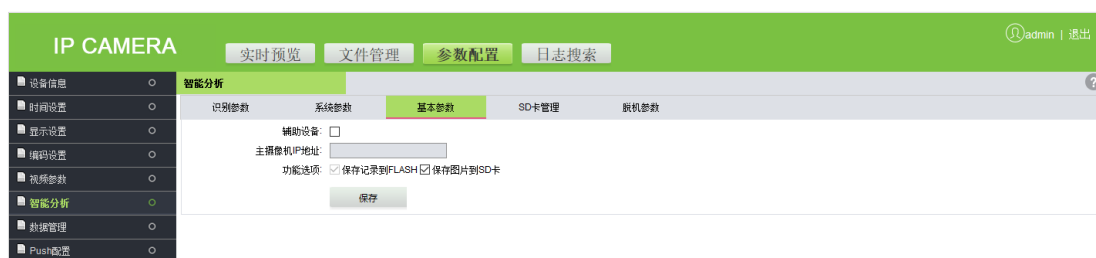 IP CAMERA
实时预览 文件管理 参数配置 日志搜索
admin | 退出
设备信息
时间设置
显示设置
编码设置
视频参数
智能分析
数据管理
Push配置
智能分析 ?
识别参数 系统参数 基本参数 SD卡管理 脱机参数
辅助设备:
主摄像机IP地址:
功能选项: 保存记录到FLASH 保存图片到SD卡
保存